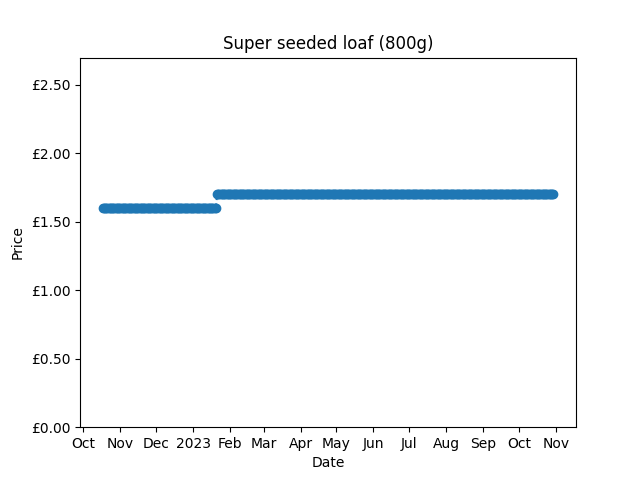 Super seeded loaf (800g)
£2.50
£2.00
£1.50
£1.00
£0.50
£0.00
Price
Oct Nov Dec 2023 Feb Mar Apr May Jun Jul Aug Sep Oct Nov
Date